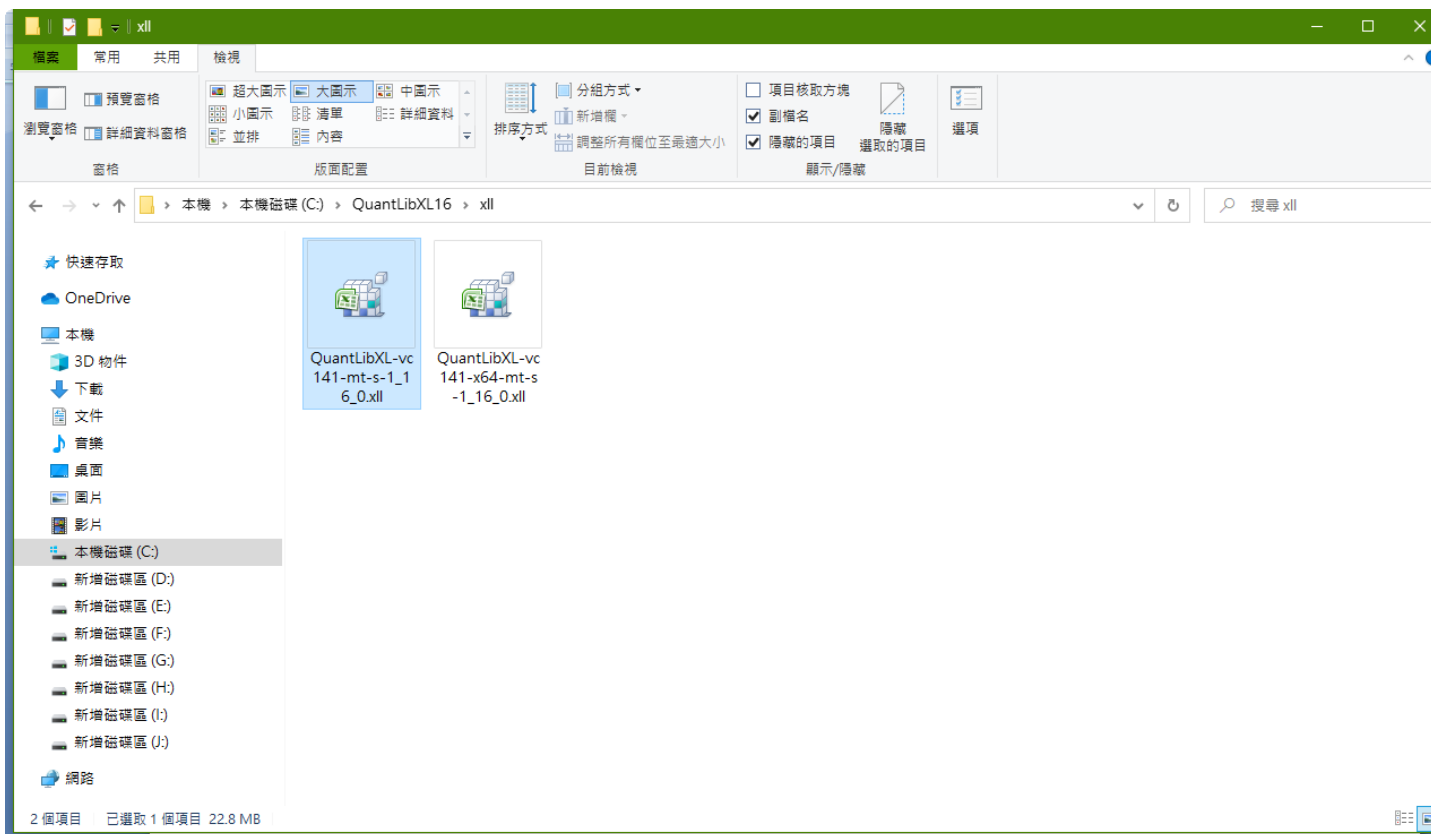 xll
檔案 常用 共用 檢視
瀏覽窗格 預覽窗格 詳細資料窗格
窗格
超大圖示 大圖示 中圖示
小圖示 清單 詳細資料
並排 內容
版面配置
排序方式
分組方式
新增欄
調整所有欄位至最適大小
目前檢視
項目核取方塊
副檔名
隱藏的項目
隱藏
選取的項目
顯示/隱藏
選項
本機 › 本機磁碟 (C:) › QuantLibXL16 › xll
搜尋 xll
快速存取
OneDrive
本機
3D 物件
下載
文件
音樂
桌面
圖片
影片
本機磁碟 (C:)
新增磁碟區 (D:)
新增磁碟區 (E:)
新增磁碟區 (F:)
新增磁碟區 (G:)
新增磁碟區 (H:)
新增磁碟區 (I:)
新增磁碟區 (J:)
網路
QuantLibXL-vc
141-mt-s-1_1
6_0.xll
QuantLibXL-vc
141-x64-mt-s
-1_16_0.xll
2 個項目 已選取 1 個項目 22.8 MB